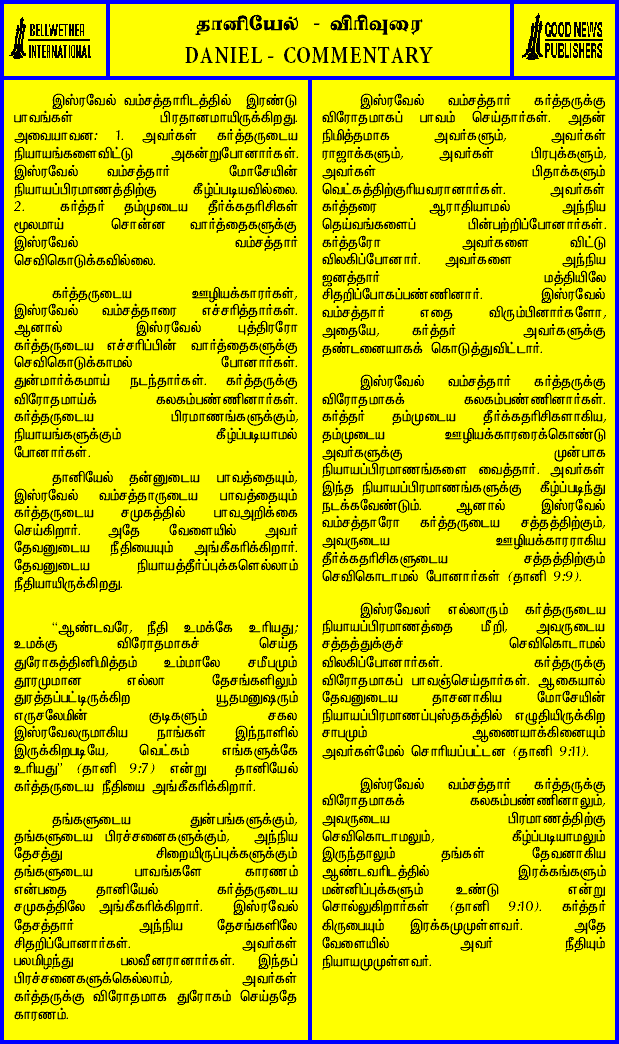 BELLWETHER
INTERNATIONAL
தானியேல் - விரிவுரை
DANIEL - COMMENTARY
GOOD NEWS
PUBLISHERS
இஸ்ரவேல் வம்சத்தாரிடத்தில் இரண்டு
பாவங்கள் பிரதானமாயிருக்கிறது.
அவையாவன: 1. அவர்கள் கர்த்தருடைய
நியாயங்களைவிட்டு அகன்றுபோனார்கள்.
இஸ்ரவேல் வம்சத்தார் மோசேயின்
நியாயப்பிரமாணத்திற்கு கீழ்ப்படியவில்லை.
2. கர்த்தர் தம்முடைய தீர்க்கதரிசிகள்
மூலமாய் சொன்ன வார்த்தைகளுக்கு
இஸ்ரவேல் வம்சத்தார்
செவிகொடுக்கவில்லை.
கர்த்தருடைய ஊழியக்காரர்கள்,
இஸ்ரவேல் வம்சத்தாரை எச்சரித்தார்கள்.
ஆனால் இஸ்ரவேல் புத்திரரோ
கர்த்தருடைய எச்சரிப்பின் வார்த்தைகளுக்கு
செவிகொடுக்காமல் போனார்கள்.
துன்மார்க்கமாய் நடந்தார்கள். கர்த்தருக்கு
விரோதமாய்க் கலகம்பண்ணினார்கள்.
கர்த்தருடைய பிரமாணங்களுக்கும்,
நியாயங்களுக்கும் கீழ்ப்படியாமல்
போனார்கள்.
தானியேல் தன்னுடைய பாவத்தையும்,
இஸ்ரவேல் வம்சத்தாருடைய பாவத்தையும்
கர்த்தருடைய சமுகத்தில் பாவஅறிக்கை
செய்கிறார். அதே வேளையில் அவர்
தேவனுடைய நீதியையும் அங்கீகரிக்கிறார்.
தேவனுடைய நியாயத்தீர்ப்புக்களெல்லாம்
நீதியாயிருக்கிறது.
"ஆண்டவரே, நீதி உமக்கே உரியது;
உமக்கு விரோதமாகச் செய்த
துரோகத்தினிமித்தம் உம்மாலே சமீபமும்
தூரமுமான எல்லா தேசங்களிலும்
துரத்தப்பட்டிருக்கிற யூதமனுஷரும்
எருசலேமின் குடிகளும் சகல
இஸ்ரவேலருமாகிய நாங்கள் இந்நாளில்
இருக்கிறபடியே, வெட்கம் எங்களுக்கே
உரியது" (தானி 9:7) என்று தானியேல்
கர்த்தருடைய நீதியை அங்கீகரிக்கிறார்.
தங்களுடைய துன்பங்களுக்கும்,
தங்களுடைய பிரச்சனைகளுக்கும், அந்நிய
தேசத்து சிறையிருப்புக்களுக்கும்
தங்களுடைய பாவங்களே காரணம்
என்பதை தானியேல் கர்த்தருடைய
சமுகத்திலே அங்கீகரிக்கிறார். இஸ்ரவேல்
தேசத்தார் அந்நிய தேசங்களிலே
சிதறிப்போனார்கள். அவர்கள்
பலமிழந்து பலவீனரானார்கள். இந்தப்
பிரச்சனைகளுக்கெல்லாம், அவர்கள்
கர்த்தருக்கு விரோதமாக துரோகம் செய்ததே
காரணம்.
இஸ்ரவேல் வம்சத்தார் கர்த்தருக்கு
விரோதமாகப் பாவம் செய்தார்கள். அதன்
நிமித்தமாக அவர்களும், அவர்கள்
ராஜாக்களும், அவர்கள் பிரபுக்களும்,
அவர்கள் பிதாக்களும்
வெட்கத்திற்குரியவரானார்கள். அவர்கள்
கர்த்தரை ஆராதியாமல் அந்நிய
தெய்வங்களைப் பின்பற்றிப்போனார்கள்.
கர்த்தரோ அவர்களை விட்டு
விலகிப்போனார். அவர்களை அந்நிய
ஜனத்தார் மத்தியிலே
சிதறிப்போகப்பண்ணினார். இஸ்ரவேல்
வம்சத்தார் எதை விரும்பினார்களோ,
அதையே, கர்த்தர் அவர்களுக்கு
தண்டனையாகக் கொடுத்துவிட்டார்.
இஸ்ரவேல் வம்சத்தார் கர்த்தருக்கு
விரோதமாகக் கலகம்பண்ணினார்கள்.
கர்த்தர் தம்முடைய தீர்க்கதரிசிகளாகிய,
தம்முடைய ஊழியக்காரரைக்கொண்டு
அவர்களுக்கு முன்பாக
நியாயப்பிரமாணங்களை வைத்தார். அவர்கள்
இந்த நியாயப்பிரமாணங்களுக்கு கீழ்ப்படிந்து
நடக்கவேண்டும். ஆனால் இஸ்ரவேல்
வம்சத்தாரோ கர்த்தருடைய சத்தத்திற்கும்,
அவருடைய ஊழியக்காரராகிய
தீர்க்கதரிசிகளுடைய சத்தத்திற்கும்
செவிகொடாமல் போனார்கள் (தானி 9:9).
இஸ்ரவேலர் எல்லாரும் கர்த்தருடைய
நியாயப்பிரமாணத்தை மீறி, அவருடைய
சத்தத்துக்குச் செவிகொடாமல்
விலகிப்போனார்கள். கர்த்தருக்கு
விரோதமாகப் பாவஞ்செய்தார்கள். ஆகையால்
தேவனுடைய தாசனாகிய மோசேயின்
நியாயப்பிரமாணப்புஸ்தகத்தில் எழுதியிருக்கிற
சாபமும் ஆணையாக்கினையும்
அவர்கள்மேல் சொரியப்பட்டன (தானி 9:11).
இஸ்ரவேல் வம்சத்தார் கர்த்தருக்கு
விரோதமாகக் கலகம்பண்ணினாலும்,
அவருடைய பிரமாணத்திற்கு
செவிகொடாமலும், கீழ்ப்படியாமலும்
இருந்தாலும் தங்கள் தேவனாகிய
ஆண்டவரிடத்தில் இரக்கங்களும்
மன்னிப்புக்களும் உண்டு என்று
சொல்லுகிறார்கள் (தானி 9:10). கர்த்தர்
கிருபையும் இரக்கமுமுள்ளவர். அதே
வேளையில் அவர் நீதியும்
நியாயமுமுள்ளவர்.